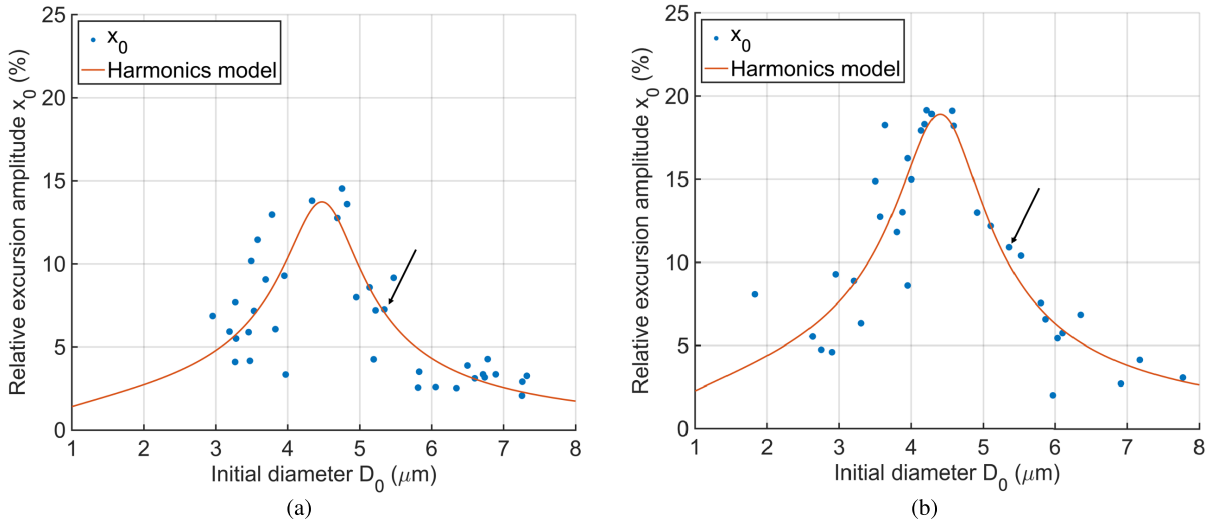 25
20
15
10
5
0
Relative excursion amplitude x0 (%)
x0
Harmonics model
1 2 3 4 5 6 7 8
Initial diameter D0 (μm)
(a)
25
20
15
10
5
0
Relative excursion amplitude x0 (%)
x0
Harmonics model
1 2 3 4 5 6 7 8
Initial diameter D0 (μm)
(b)